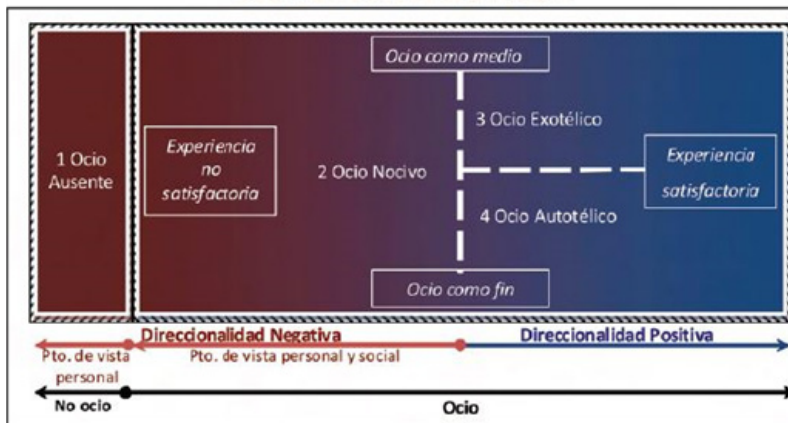 Ocio como medio
3 Ocio Exotélico
1 Ocio
Ausente
Experiencia
no
satisfactoria
2 Ocio Nocivo
Experiencia
satisfactoria
4 Ocio Autotélico
Ocio como fin
Direccionalidad Negativa
Direccionalidad Positiva
Pto. de vista
personal
Pto. de vista personal y social
No ocio
Ocio